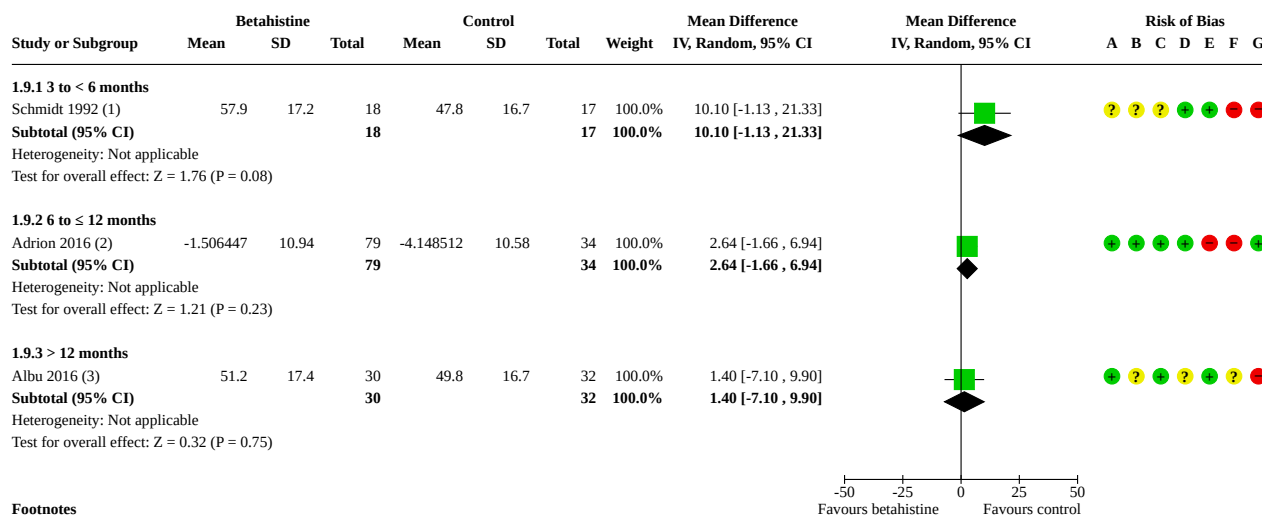 Betahistine Control Mean Difference Mean Difference Risk of Bias
Study or Subgroup Mean SD Total Mean SD Total Weight IV, Random, 95% CI IV, Random, 95% CI A B C D E F G
1.9.1 3 to < 6 months
Schmidt 1992 (1) 57.9 17.2 18 47.8 16.7 17 100.0% 10.10 [-1.13 , 21.33] ? ? ? + + − −
Subtotal (95% CI) 18 17 100.0% 10.10 [-1.13 , 21.33]
Heterogeneity: Not applicable
Test for overall effect: Z = 1.76 (P = 0.08)
1.9.2 6 to ≤ 12 months
Adrion 2016 (2) -1.506447 10.94 79 -4.148512 10.58 34 100.0% 2.64 [-1.66 , 6.94] + + + + − − +
Subtotal (95% CI) 79 34 100.0% 2.64 [-1.66 , 6.94]
Heterogeneity: Not applicable
Test for overall effect: Z = 1.21 (P = 0.23)
1.9.3 > 12 months
Albu 2016 (3) 51.2 17.4 30 49.8 16.7 32 100.0% 1.40 [-7.10 , 9.90] + ? + ? + ? −
Subtotal (95% CI) 30 32 100.0% 1.40 [-7.10 , 9.90]
Heterogeneity: Not applicable
Test for overall effect: Z = 0.32 (P = 0.75)
-50 -25 0 25 50
Favours betahistine Favours control
Footnotes